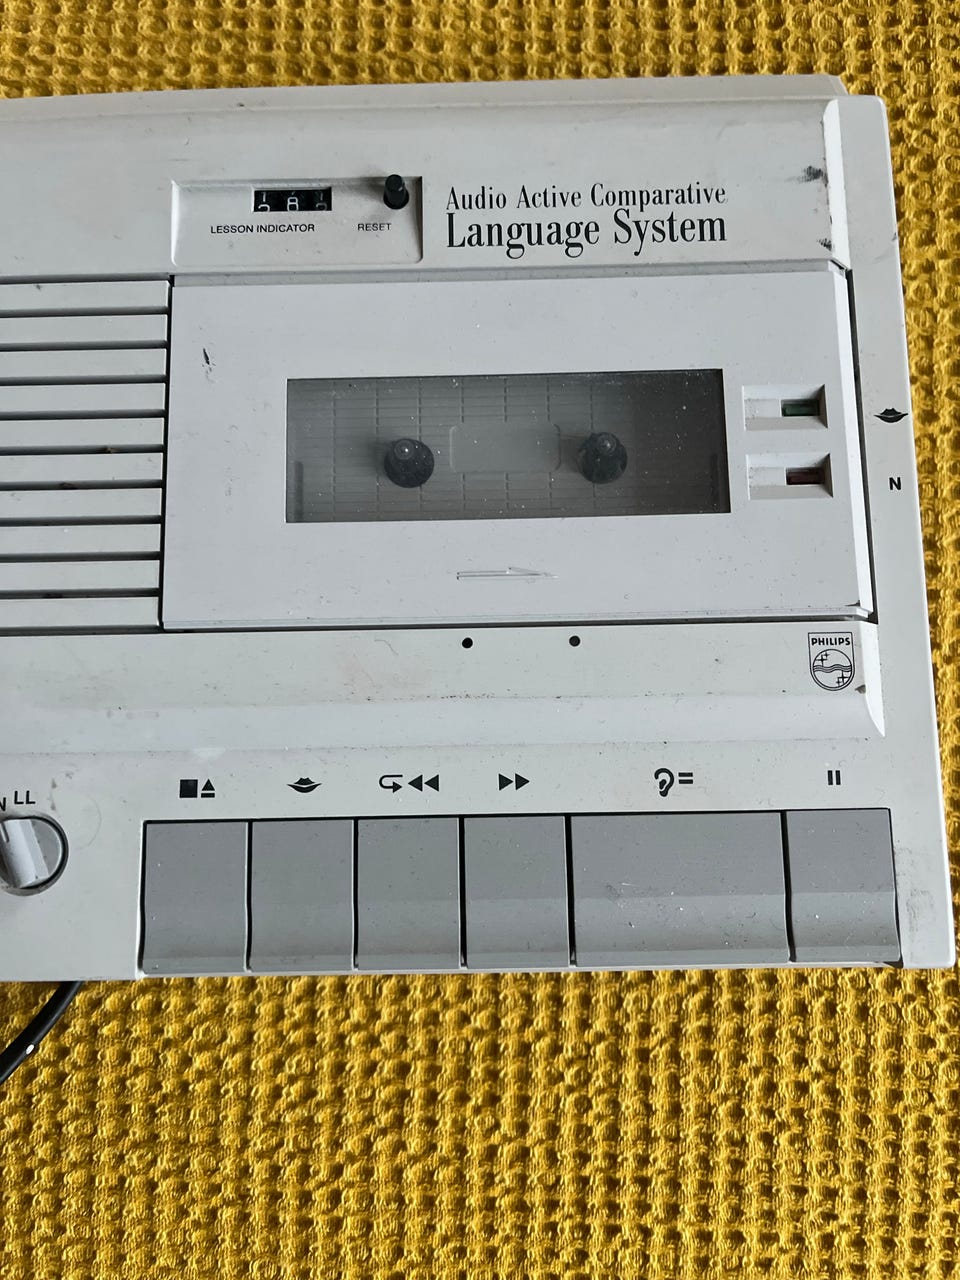 Audio Active Comparative
Language System
LESSON INDICATOR RESET
N
PHILIPS
N LL